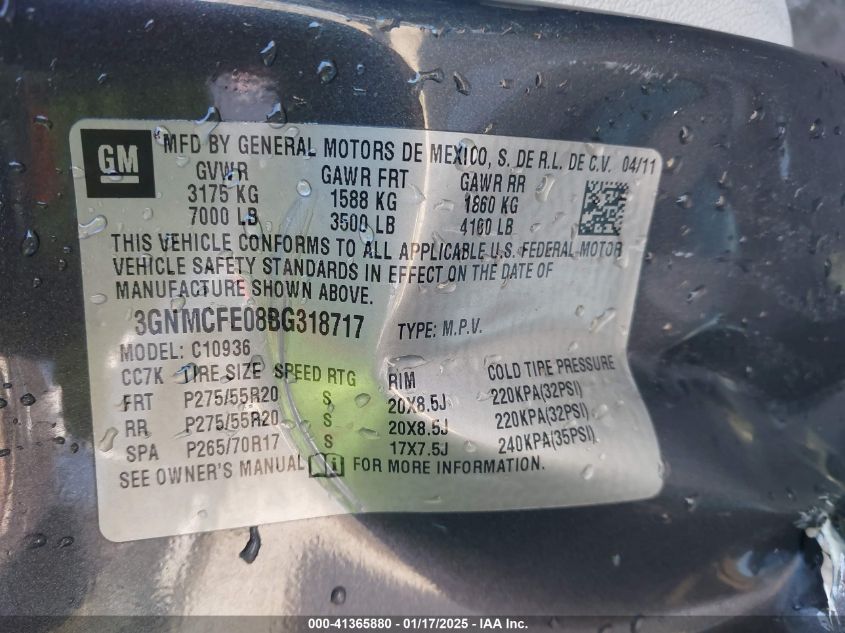 GM
MFD BY GENERAL MOTORS DE MEXICO, S. DE R.L. DE C.V. 04/11
GVWR GAWR FRT GAWR RR
3175 KG 1588 KG 1860 KG
7000 LB 3500 LB 4100 LB
THIS VEHICLE CONFORMS TO ALL APPLICABLE U.S. FEDERAL MOTOR
VEHICLE SAFETY STANDARDS IN EFFECT ON THE DATE OF
MANUFACTURE SHOWN ABOVE.
3GNMCFE08BG318717 TYPE: M.P.V.
MODEL: C10936
CC7K TIRE SIZE SPEED RTG RIM COLD TIRE PRESSURE
FRT P275/55R20 S 20X8.5J 220KPA(32PSI)
RR P275/55R20 S 20X8.5J 220KPA(32PSI)
SPA P265/70R17 S 17X7.5J 240KPA(35PSI)
SEE OWNER'S MANUAL FOR MORE INFORMATION.
000-41365880 - 01/17/2025 - IAA Inc.